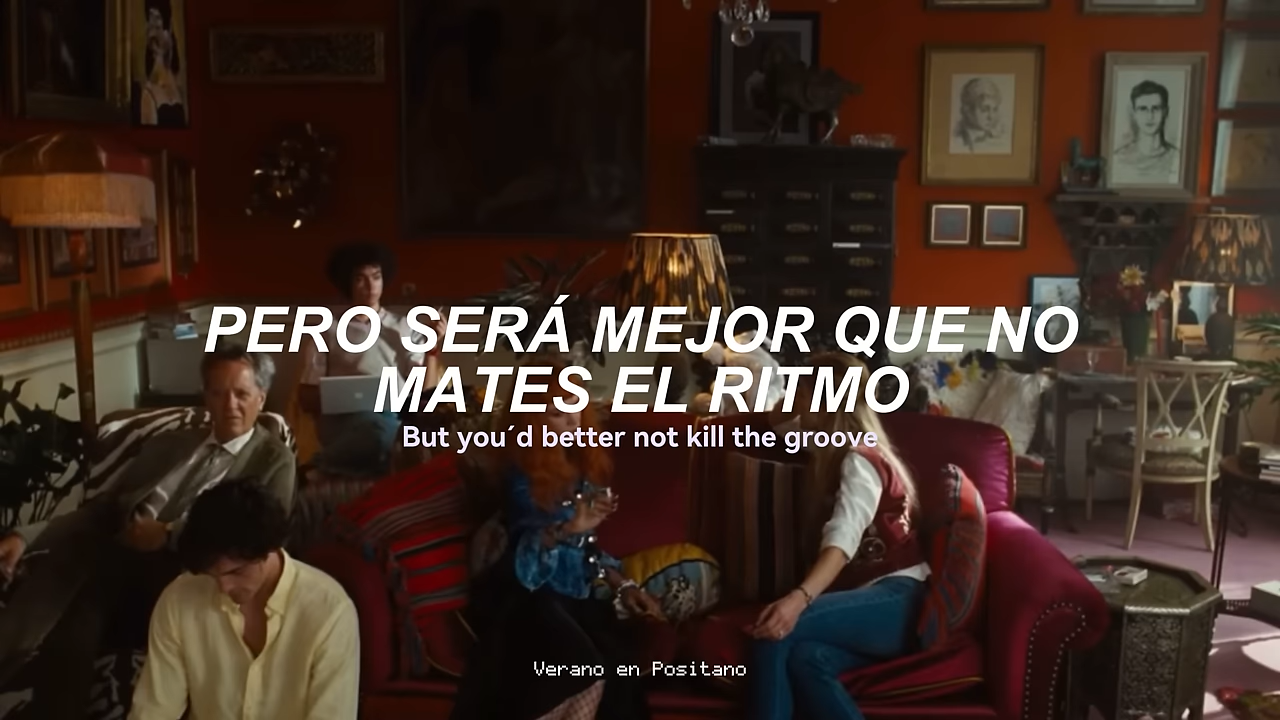 PERO SERÁ MEJOR QUE NO
MATES EL RITMO
But you´d better not kill the groove
Verano en Positano